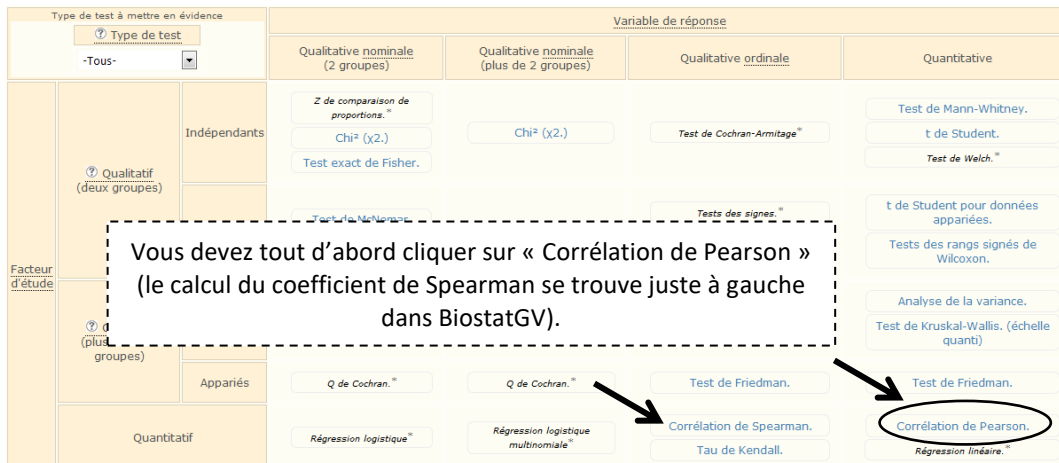 Type de test à mettre en évidence
Type de test
-Tous-
Variable de réponse
Qualitative nominale
(2 groupes)
Qualitative nominale
(plus de 2 groupes)
Qualitative ordinale
Quantitative
Facteur
d'étude
Qualitatif
(deux groupes)
Indépendants
Z de comparaison de
proportions.*
Chi² (χ2.)
Test exact de Fisher.
Chi² (χ2.)
Test de Cochran-Armitage*
Test de Mann-Whitney.
t de Student.
Test de Welch.*
Test de McNemar.
Tests des signes.*
t de Student pour données
appariées.
Tests des rangs signés de
Wilcoxon.
Vous devez tout d'abord cliquer sur « Corrélation de Pearson »
(le calcul du coefficient de Spearman se trouve juste à gauche
dans BiostatGV).
(plus
groupes)
Analyse de la variance.
Test de Kruskal-Wallis. (échelle
quanti)
Appariés
Q de Cochran.*
Q de Cochran.*
Test de Friedman.
Test de Friedman.
Quantitatif
Régression logistique*
Régression logistique
multinomiale*
Corrélation de Spearman.
Tau de Kendall.
Corrélation de Pearson.
Régression linéaire.*